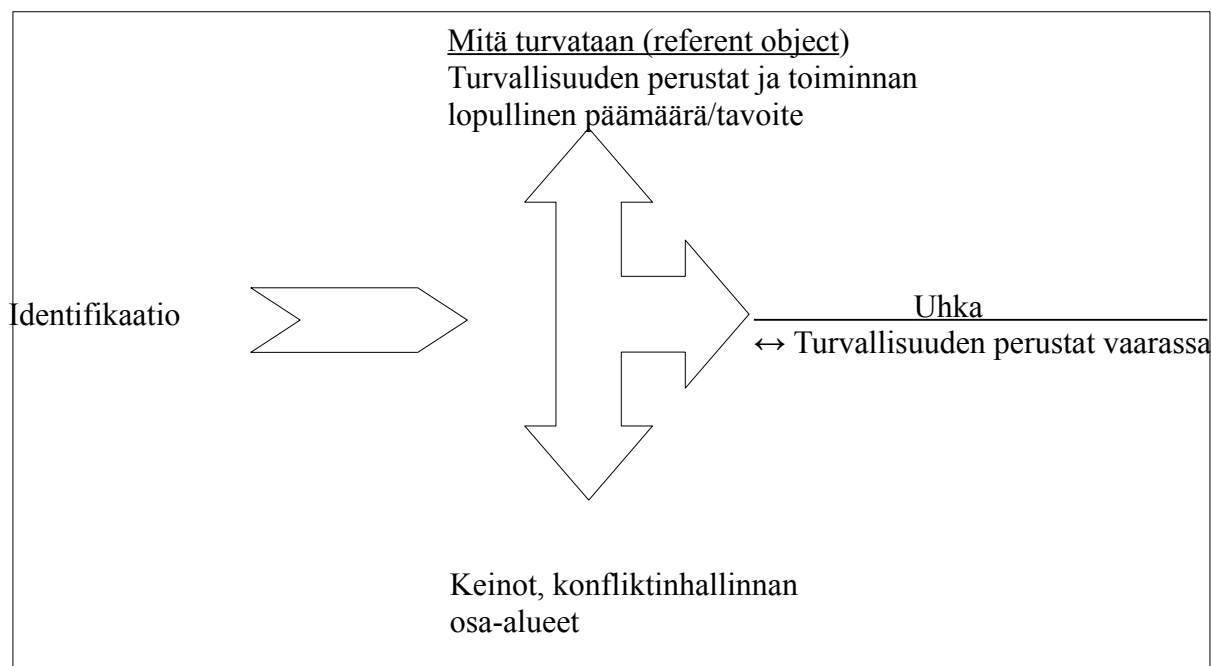 Mitä turvataan (referent object)
Turvallisuuden perustat ja toiminnan
lopullinen päämäärä/tavoite
Identifikaatio
Uhka
↔ Turvallisuuden perustat vaarassa
Keinot, konfliktinhallinnan
osa-alueet